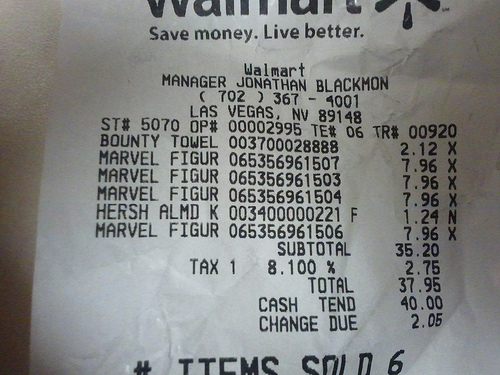 Walmart
Save money. Live better.
Walmart
MANAGER JONATHAN BLACKMON
( 702 ) 367 - 4001
LAS VEGAS, NV 89148
ST# 5070 OP# 00002995 TE# 06 TR# 00920
BOUNTY TOWEL 003700028888 2.12 X
MARVEL FIGUR 065356961507 7.96 X
MARVEL FIGUR 065356961503 7.96 X
MARVEL FIGUR 065356961504 7.96 X
HERSH ALMD K 003400000221 F 1.24 N
MARVEL FIGUR 065356961506 7.96 X
SUBTOTAL 35.20
TAX 1 8.100 % 2.75
TOTAL 37.95
CASH TEND 40.00
CHANGE DUE 2.05
# ITEMS SOLD 6